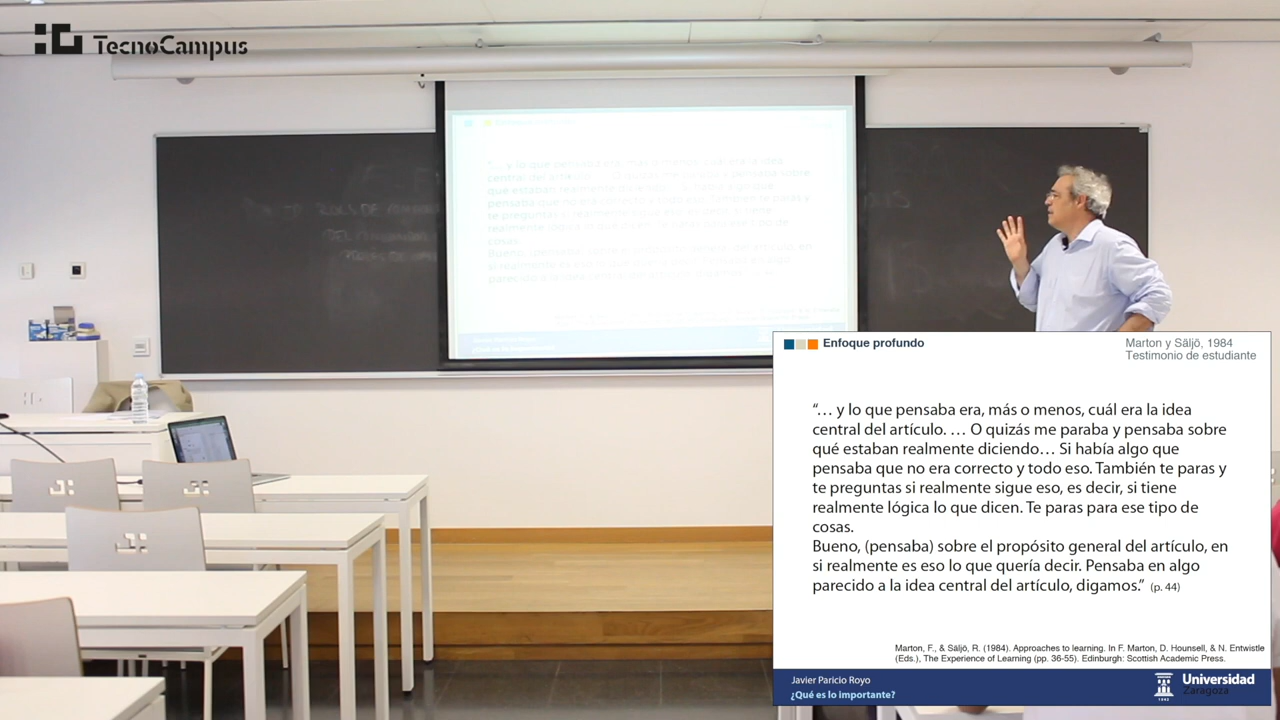 TecnoCampus
Enfoque profundo
Marton y Säljö, 1984
Testimonio de estudiante
“… y lo que pensaba era, más o menos, cuál era la idea
central del artículo. … O quizás me paraba y pensaba sobre
qué estaban realmente diciendo… Si había algo que
pensaba que no era correcto y todo eso. También te paras y
te preguntas si realmente sigue eso, es decir, si tiene
realmente lógica lo que dicen. Te paras para ese tipo de
cosas.
Bueno, (pensaba) sobre el propósito general del artículo, en
si realmente es eso lo que quería decir. Pensaba en algo
parecido a la idea central del artículo, digamos.” (p. 44)
Marton, F., & Säljö, R. (1984). Approaches to learning. In F. Marton, D. Hounsell, & N. Entwistle
(Eds.), The Experience of Learning (pp. 36-55). Edinburgh: Scottish Academic Press.
Javier Paricio Royo
¿Qué es lo importante?
Universidad
Zaragoza
1542